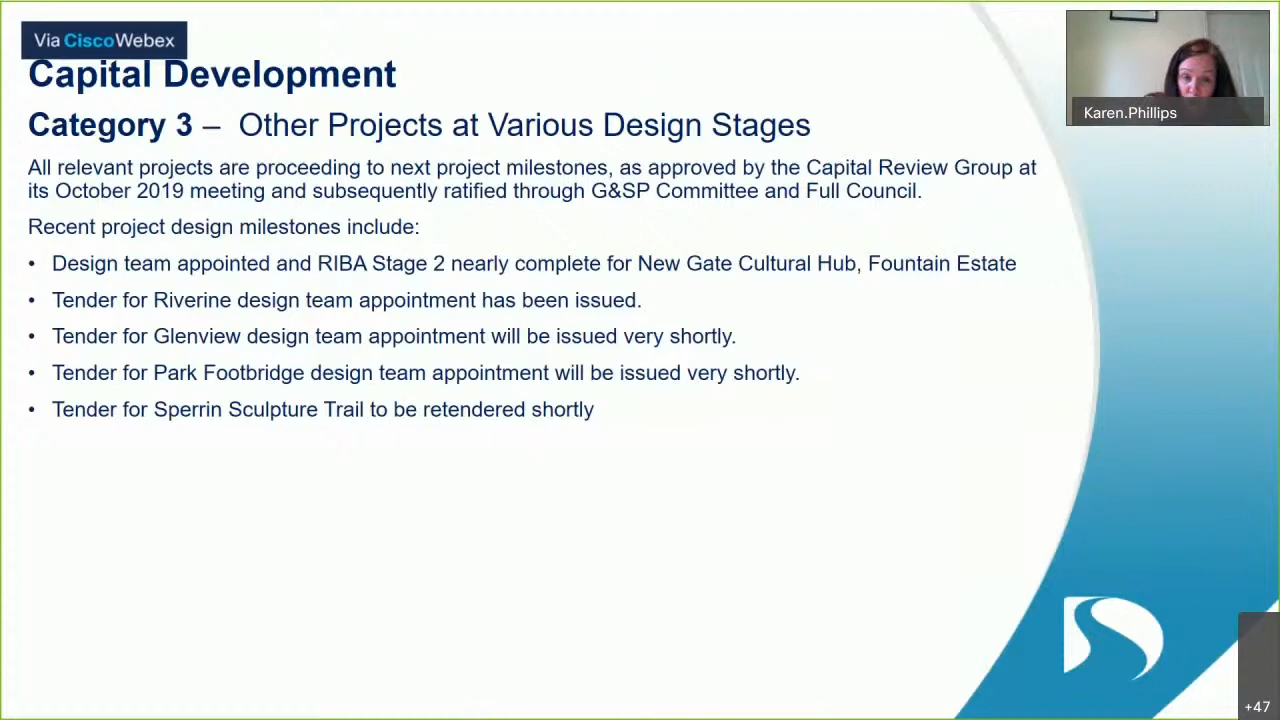 Via CiscoWebex
Capital Development
Category 3 – Other Projects at Various Design Stages
All relevant projects are proceeding to next project milestones, as approved by the Capital Review Group at
its October 2019 meeting and subsequently ratified through G&SP Committee and Full Council.
Recent project design milestones include:
• Design team appointed and RIBA Stage 2 nearly complete for New Gate Cultural Hub, Fountain Estate
• Tender for Riverine design team appointment has been issued.
• Tender for Glenview design team appointment will be issued very shortly.
• Tender for Park Footbridge design team appointment will be issued very shortly.
• Tender for Sperrin Sculpture Trail to be retendered shortly
Karen.Phillips
+47